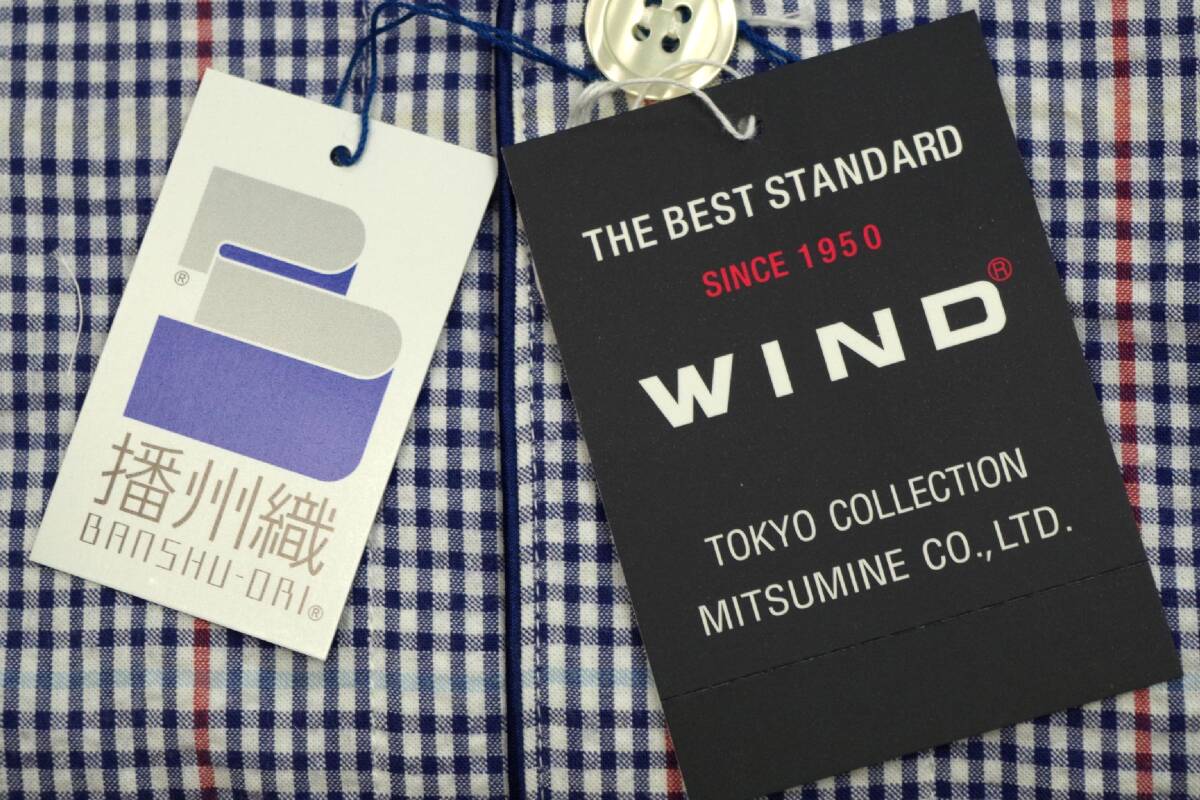 ®
播州織
BANSHU-ORI®
THE BEST STANDARD
SINCE 1950
WIND®
TOKYO COLLECTION
MITSUMINE CO.,LTD.